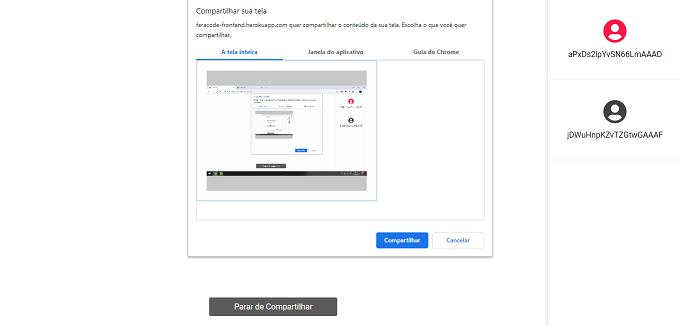 Compartilhar sua tela
feracode-frontend.herokuapp.com quer compartilhar o conteúdo da sua tela. Escolha o que você quer
compartilhar.
A tela inteira
Janela do aplicativo
Guia do Chrome
Compartilhar
Cancelar
Parar de Compartilhar
aPxDs2IpYvSN66LmAAAD
jDWuHnpKZvTZGtwGAAAF